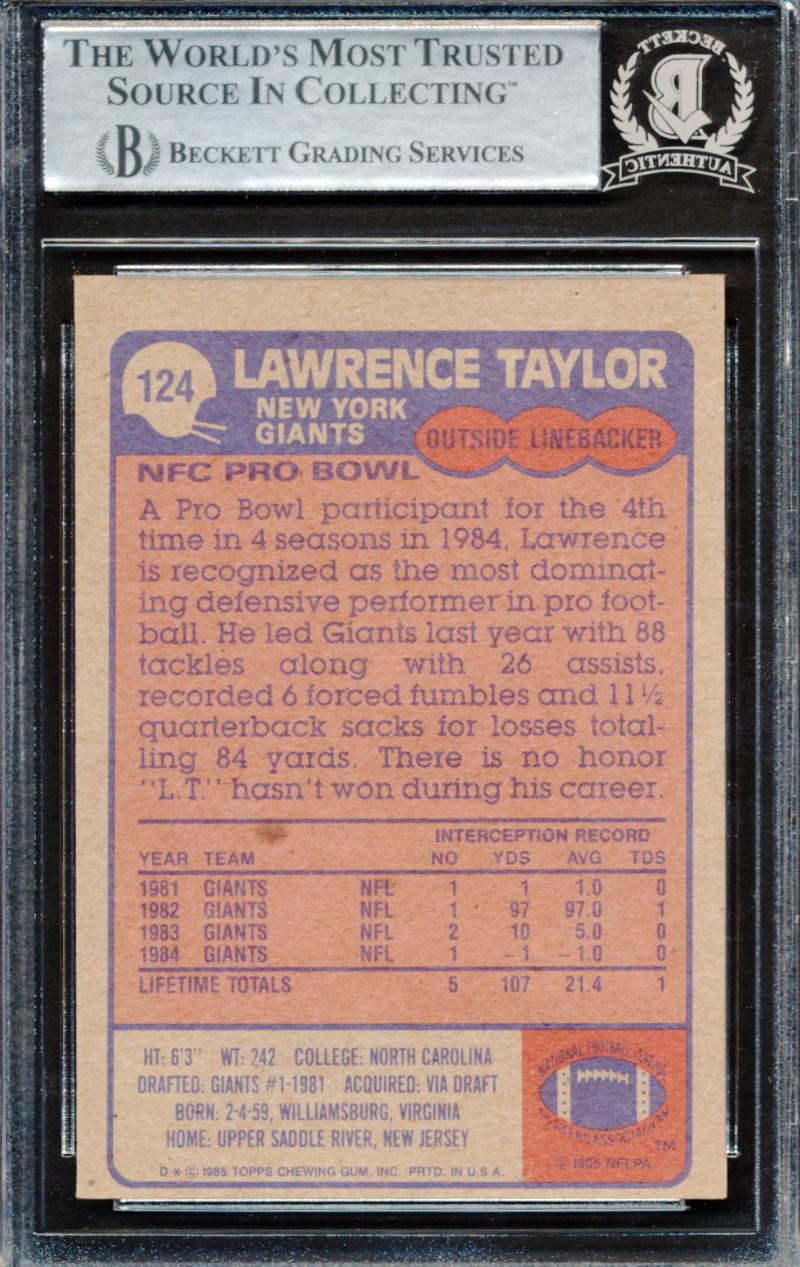 THE WORLD'S MOST TRUSTED
SOURCE IN COLLECTING™
B BECKETT GRADING SERVICES
BECKETT
B
AUTHENTIC
124
LAWRENCE TAYLOR
NEW YORK
GIANTS
OUTSIDE LINEBACKER
NFC PRO BOWL
A Pro Bowl participant for the 4th
time in 4 seasons in 1984, Lawrence
is recognized as the most dominat-
ing defensive performer in pro foot-
ball. He led Giants last year with 88
tackles along with 26 assists,
recorded 6 forced fumbles and 11½
quarterback sacks for losses total-
ling 84 yards. There is no honor
"L.T." hasn't won during his career.
INTERCEPTION RECORD
YEAR TEAM NO YDS AVG TDS
1981 GIANTS NFL 1 1 1.0 0
1982 GIANTS NFL 1 97 97.0 1
1983 GIANTS NFL 2 10 5.0 0
1984 GIANTS NFL 1 -1 -1.0 0
LIFETIME TOTALS 5 107 21.4 1
HT: 6'3" WT: 242 COLLEGE: NORTH CAROLINA
DRAFTED: GIANTS #1-1981 ACQUIRED: VIA DRAFT
BORN: 2-4-59, WILLIAMSBURG, VIRGINIA
HOME: UPPER SADDLE RIVER, NEW JERSEY
D * © 1985 TOPPS CHEWING GUM, INC. PRTD. IN U.S.A.
NATIONAL FOOTBALL LEAGUE
PLAYERS ASSOCIATION
TM
© 1985 NFLPA